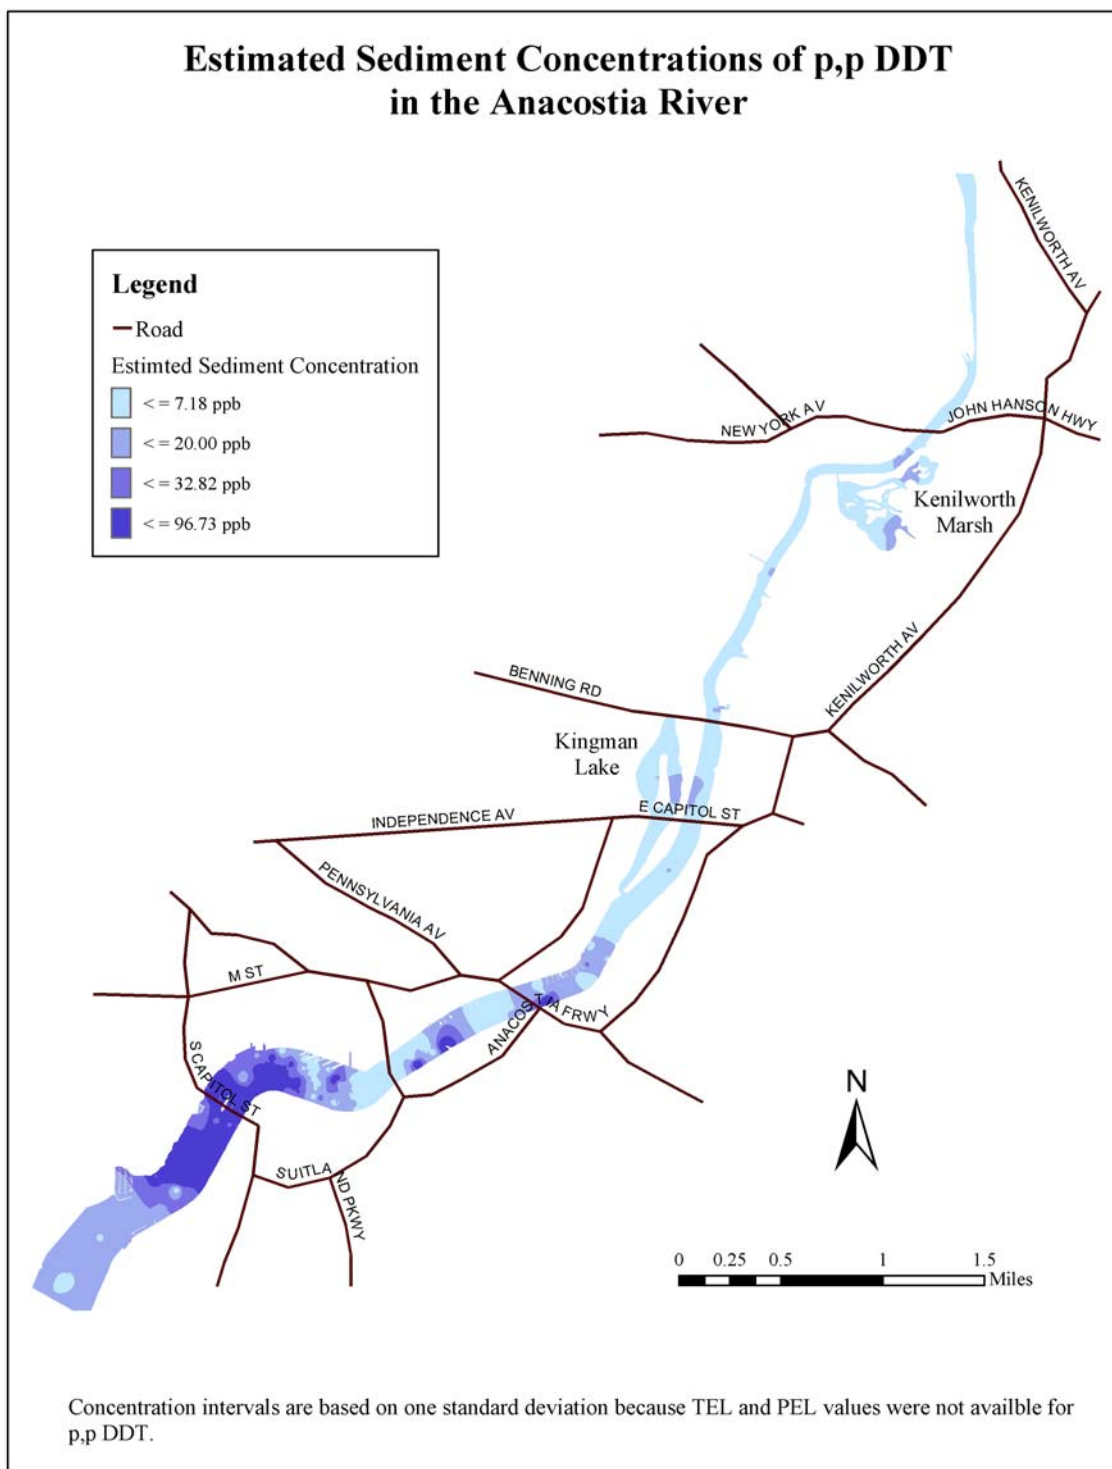 Estimated Sediment Concentrations of p,p DDT
in the Anacostia River
KENILWORTH AV
Legend
Road
Estimted Sediment Concentration
< = 7.18 ppb
< = 20.00 ppb
< = 32.82 ppb
< = 96.73 ppb
NEW YORK AV
JOHN HANSON HWY
Kenilworth
Marsh
KENILWORTH AV
BENNING RD
Kingman
Lake
INDEPENDENCE AV
E CAPITOL ST
PENNSYLVANIA AV
M ST
ANACOSTIA FRWY
S CAPITOL ST
SUITLAND PKWY
N
0 0.25 0.5 1 1.5
Miles
Concentration intervals are based on one standard deviation because TEL and PEL values were not availble for
p,p DDT.